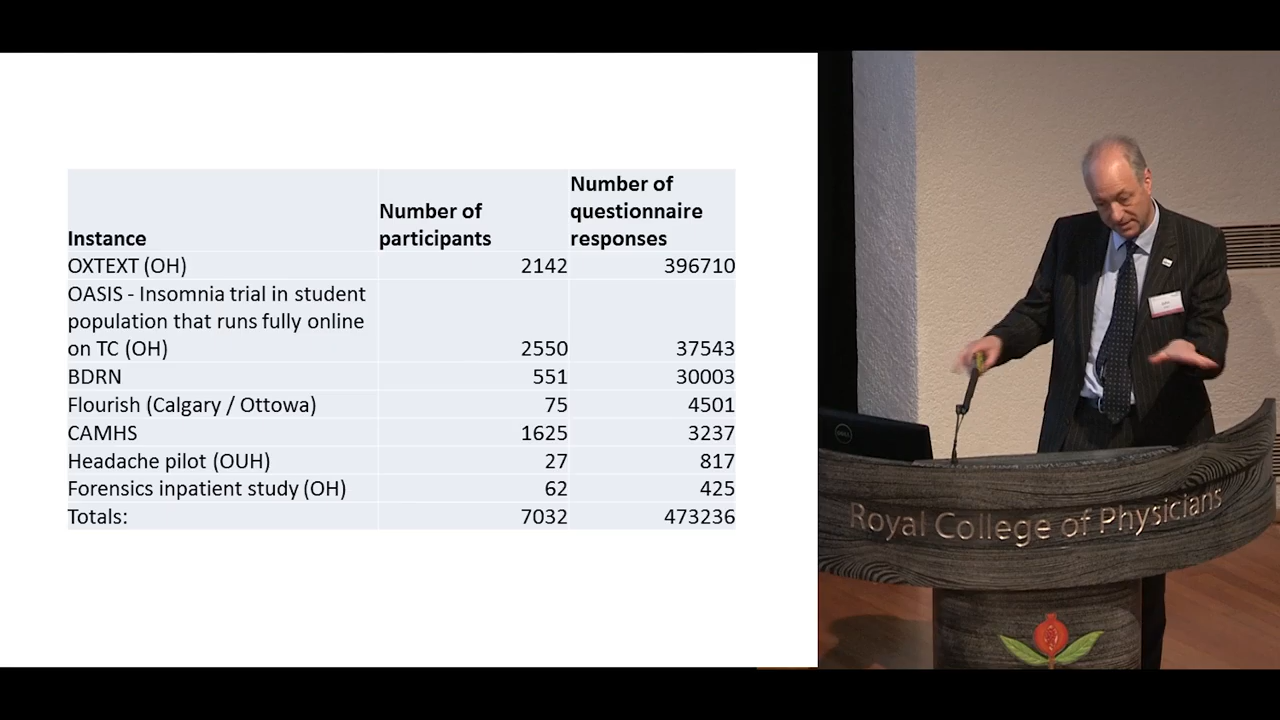 Instance
Number of
participants
Number of
questionnaire
responses
OXTEXT (OH) 2142 396710
OASIS - Insomnia trial in student
population that runs fully online
on TC (OH) 2550 37543
BDRN 551 30003
Flourish (Calgary / Ottowa) 75 4501
CAMHS 1625 3237
Headache pilot (OUH) 27 817
Forensics inpatient study (OH) 62 425
Totals: 7032 473236
DELL
Royal College of Physicians